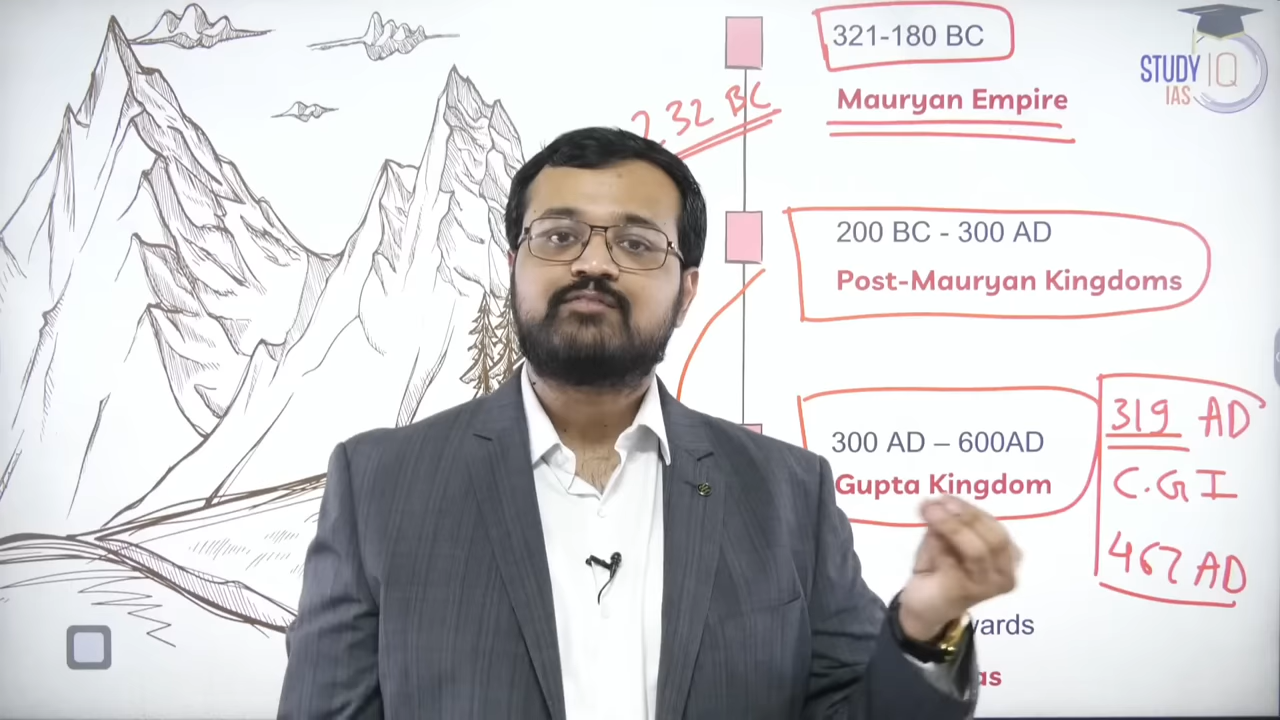 321-180 BC
STUDY IQ
IAS
Mauryan Empire
232 BC
200 BC - 300 AD
Post-Mauryan Kingdoms
319 AD
300 AD – 600AD
Gupta Kingdom
C.G I
467 AD